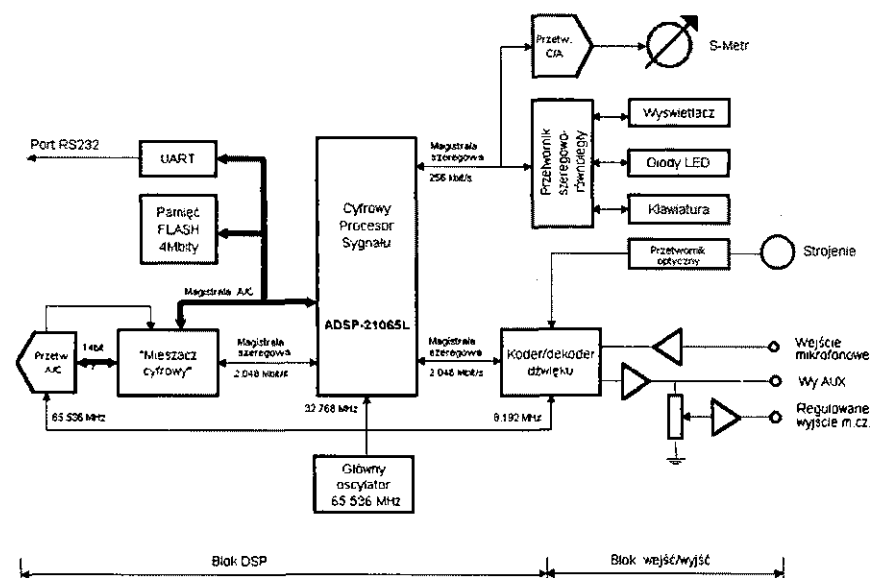 Przetw.
C/A
S-Metr
Port RS232
UART
Magistrala
szeregowa
256 kbit/s
Przetwornik
szeregowo-
równoległy
Wyświetlacz
Diody LED
Klawiatura
Pamięć
FLASH
4Mbity
Cyfrowy
Procesor
Sygnału
ADSP-21065L
Przetwornik
optyczny
Strojenie
Magistrala A/C
14bit
Przetw.
A/C
"Mieszacz
cyfrowy"
Magistrala
szeregowa
2.048 Mbit/s
Magistrala
szeregowa
2.048 Mbit/s
Koder/dekoder
dźwięku
Wejście
mikrofonowe
Wy AUX
Regulowane
wyjście m.cz.
65.536 MHz
32.768 MHz
8.192 MHz
Główny
oscylator
65.536 MHz
Blok DSP
Blok wejść/wyjść